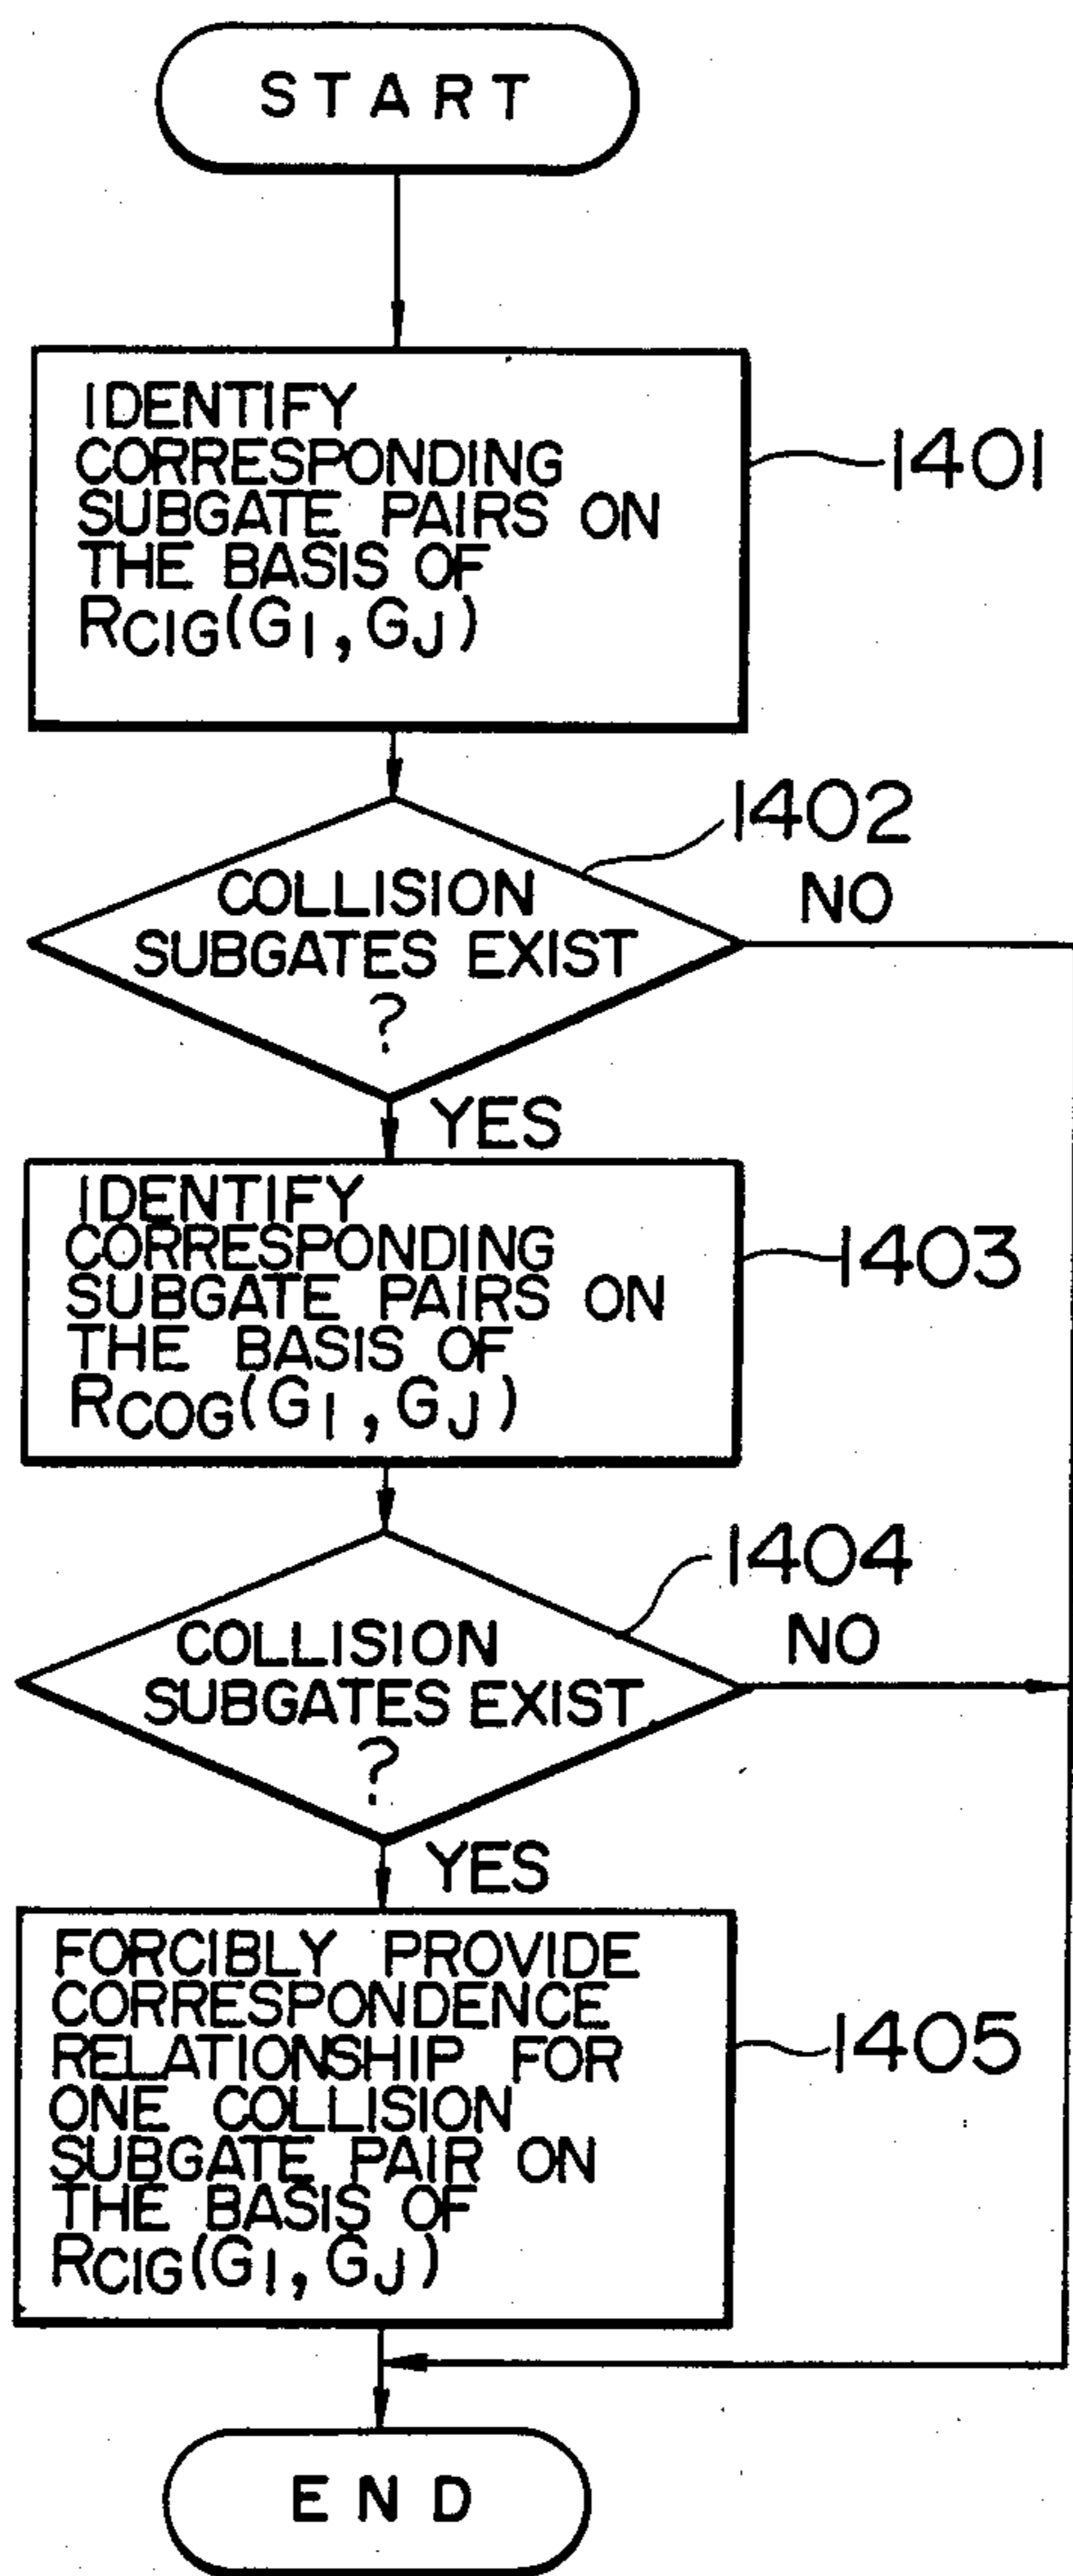 START
IDENTIFY
CORRESPONDING
SUBGATE PAIRS ON
THE BASIS OF
RCIG(GI, GJ)
1401
1402
COLLISION
SUBGATES EXIST
?
NO
YES
IDENTIFY
CORRESPONDING
SUBGATE PAIRS ON
THE BASIS OF
RCOG(GI, GJ)
1403
1404
COLLISION
SUBGATES EXIST
?
NO
YES
FORCIBLY PROVIDE
CORRESPONDENCE
RELATIONSHIP FOR
ONE COLLISION
SUBGATE PAIR ON
THE BASIS OF
RCIG(GI, GJ)
1405
END